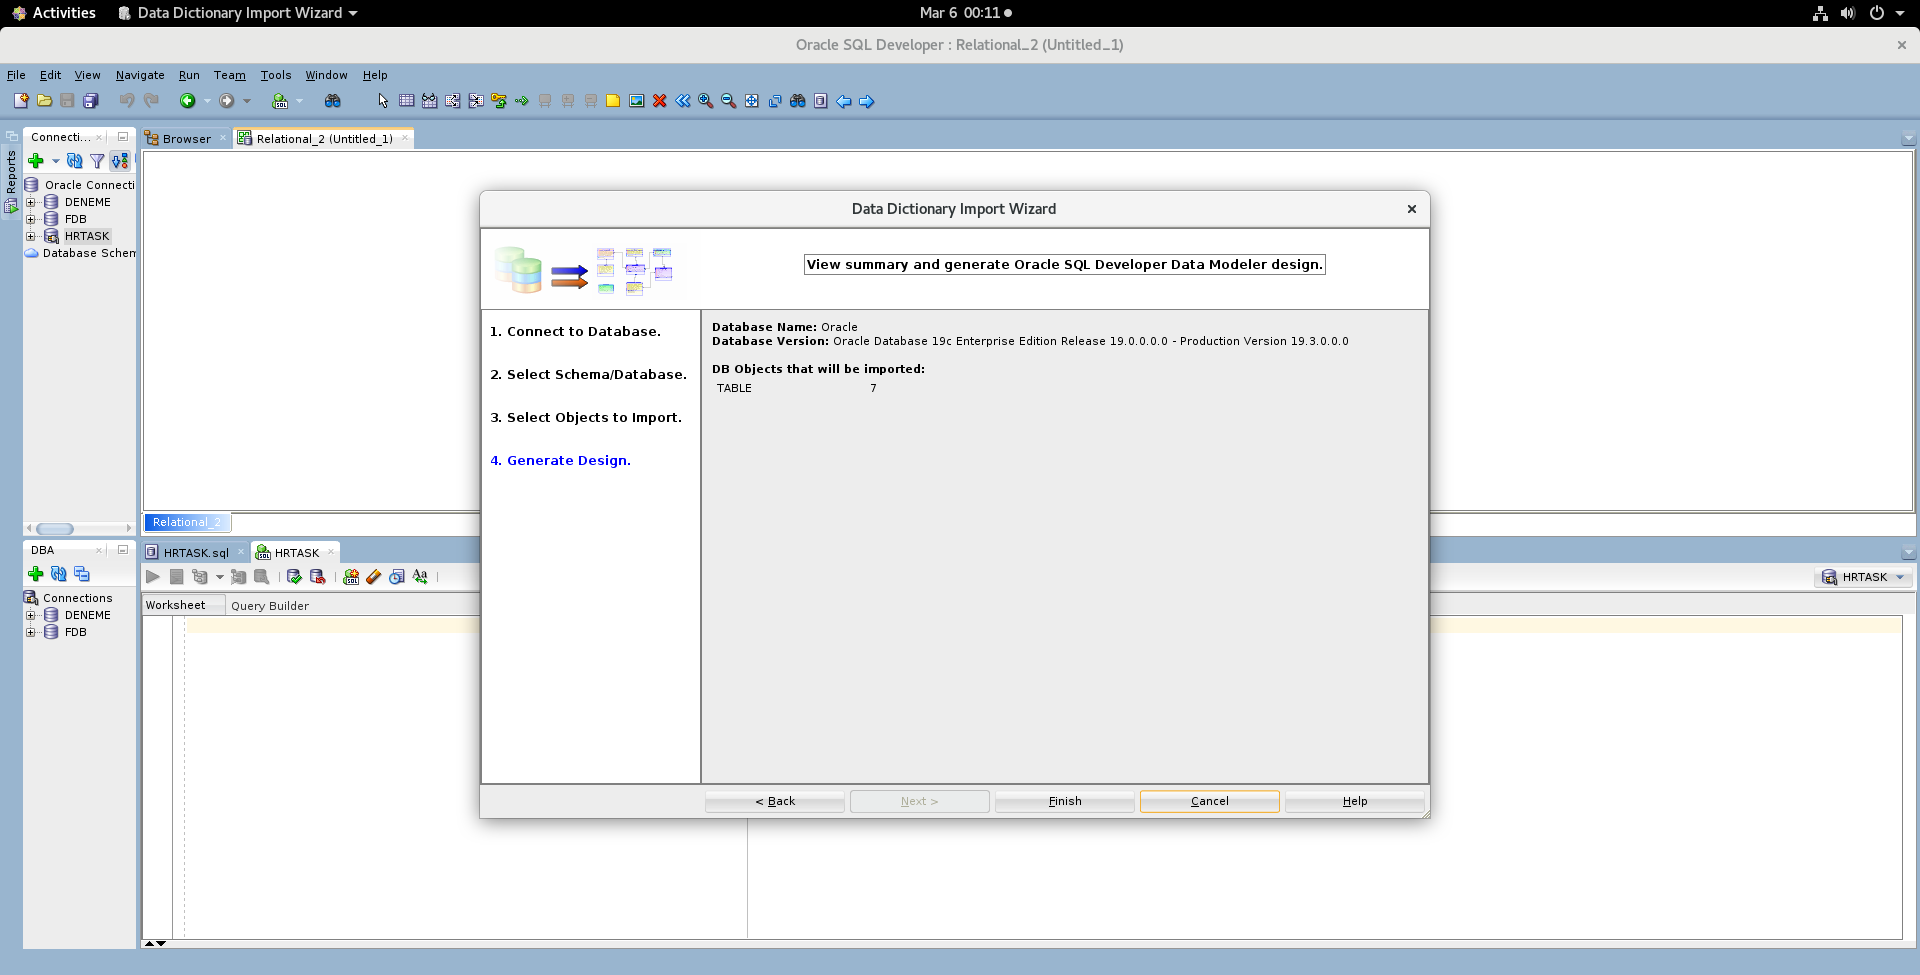 Activities
Data Dictionary Import Wizard
Mar 6 00:11
Oracle SQL Developer : Relational_2 (Untitled_1)
File Edit View Navigate Run Team Tools Window Help
Reports
Connecti...
Oracle Connecti
DENEME
FDB
HRTASK
Database Schem
Browser
Relational_2 (Untitled_1)
Data Dictionary Import Wizard
View summary and generate Oracle SQL Developer Data Modeler design.
1. Connect to Database.
2. Select Schema/Database.
3. Select Objects to Import.
4. Generate Design.
Database Name: Oracle
Database Version: Oracle Database 19c Enterprise Edition Release 19.0.0.0.0 - Production Version 19.3.0.0.0
DB Objects that will be imported:
TABLE 7
< Back
Next >
Finish
Cancel
Help
Relational_2
DBA
Connections
DENEME
FDB
HRTASK.sql
HRTASK
SQL
Aa
HRTASK
Worksheet
Query Builder